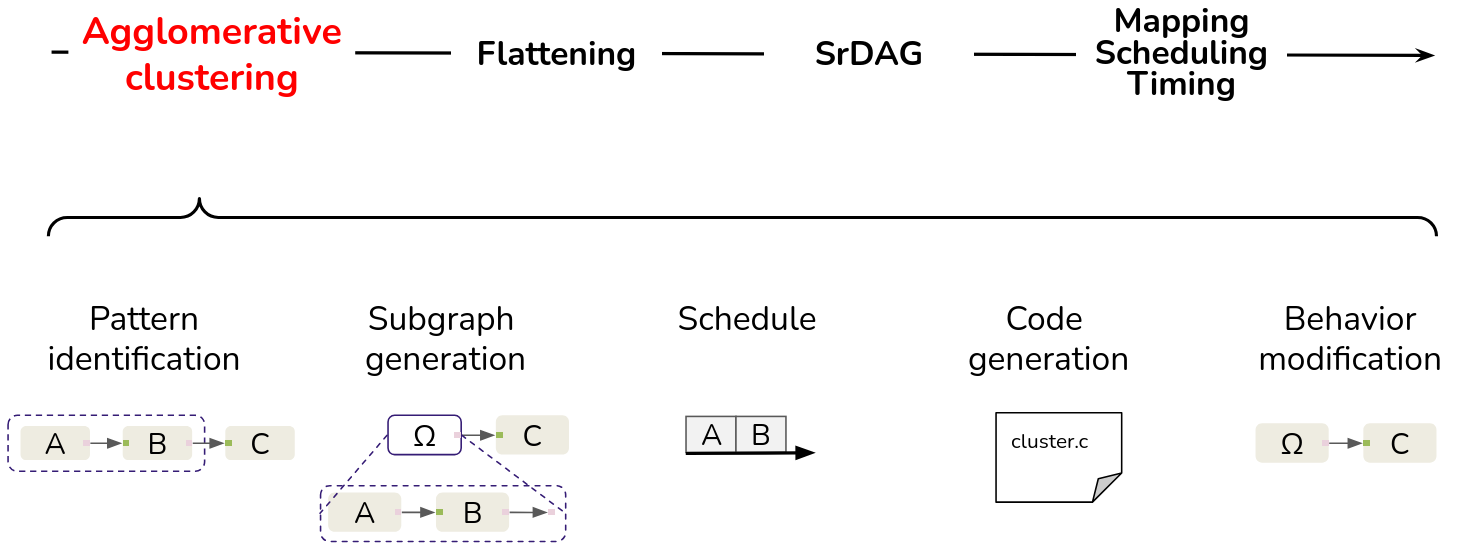 Agglomerative
clustering
Flattening
SrDAG
Mapping
Scheduling
Timing
Pattern
identification
Subgraph
generation
Schedule
Code
generation
Behavior
modification
A B C
Ω C
A B
A B
cluster.c
Ω C